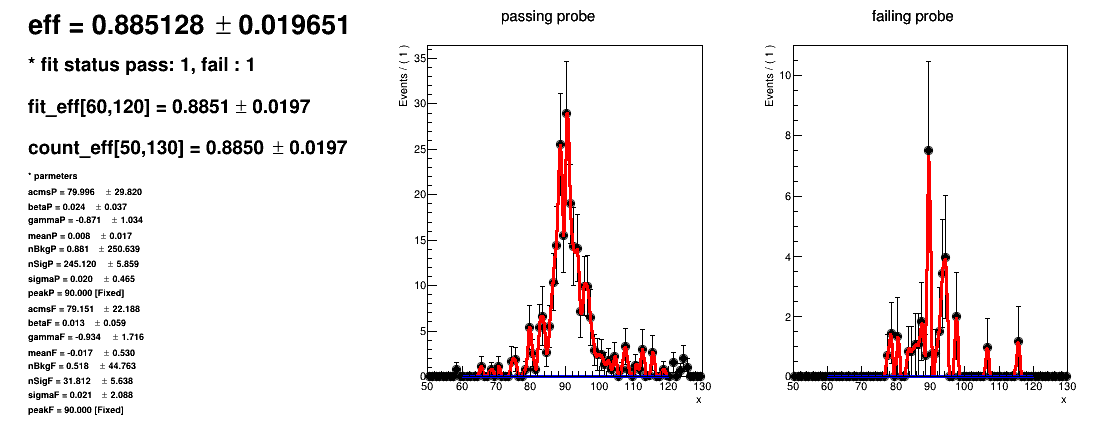 eff = 0.885128 ± 0.019651
* fit status pass: 1, fail : 1
fit_eff[60,120] = 0.8851 ± 0.0197
count_eff[50,130] = 0.8850 ± 0.0197
* parmeters
acmsP = 79.996 ± 29.820
betaP = 0.024 ± 0.037
gammaP = -0.871 ± 1.034
meanP = 0.008 ± 0.017
nBkgP = 0.881 ± 250.639
nSigP = 245.120 ± 5.859
sigmaP = 0.020 ± 0.465
peakP = 90.000 [Fixed]
acmsF = 79.151 ± 22.188
betaF = 0.013 ± 0.059
gammaF = -0.934 ± 1.716
meanF = -0.017 ± 0.530
nBkgF = 0.518 ± 44.763
nSigF = 31.812 ± 5.638
sigmaF = 0.021 ± 2.088
peakF = 90.000 [Fixed]
passing probe
Events / ( 1 )
35
30
25
20
15
10
5
0
50 60 70 80 90 100 110 120 130
x
failing probe
Events / ( 1 )
10
8
6
4
2
0
50 60 70 80 90 100 110 120 130
x